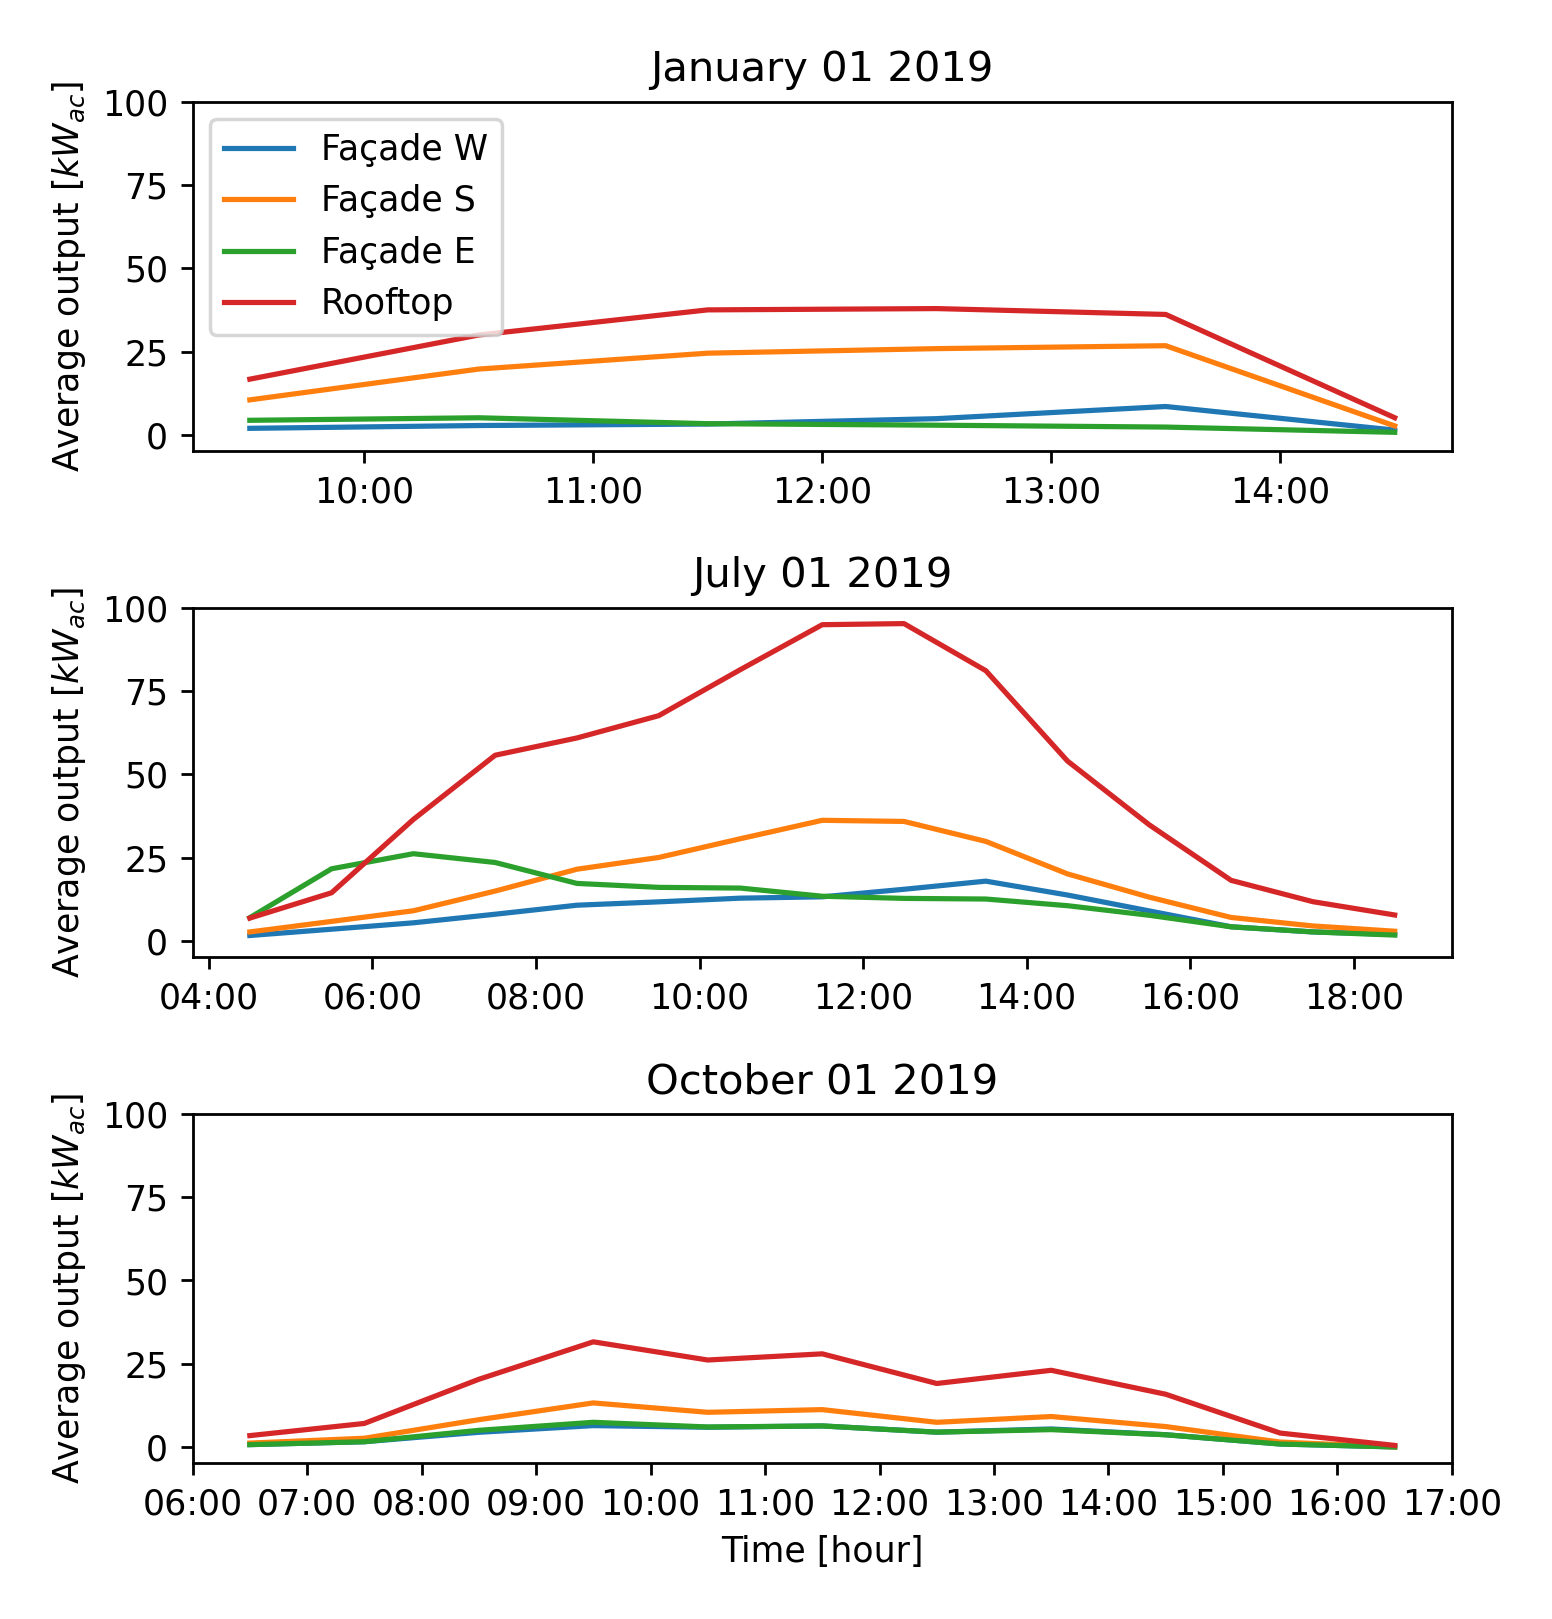 January 01 2019
Average output [kW_ac]
100
75
50
25
0
Façade W
Façade S
Façade E
Rooftop
10:00 11:00 12:00 13:00 14:00
July 01 2019
Average output [kW_ac]
100
75
50
25
0
04:00 06:00 08:00 10:00 12:00 14:00 16:00 18:00
October 01 2019
Average output [kW_ac]
100
75
50
25
0
06:00 07:00 08:00 09:00 10:00 11:00 12:00 13:00 14:00 15:00 16:00 17:00
Time [hour]